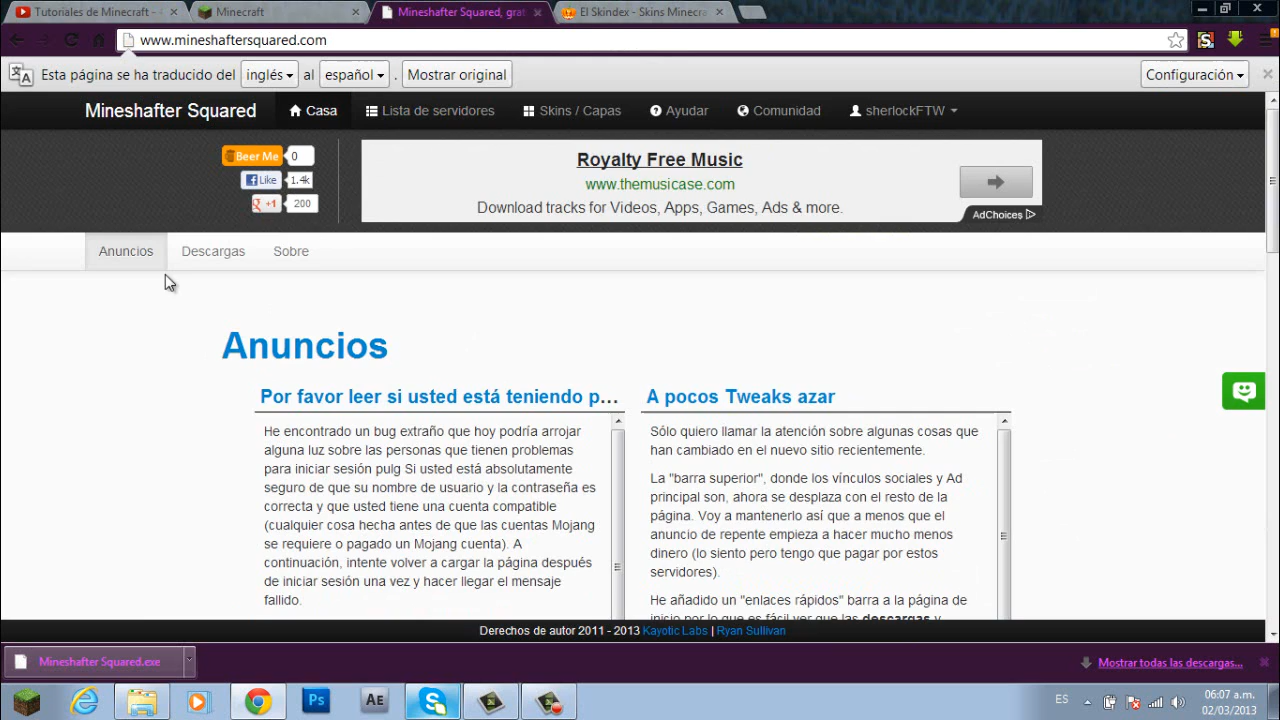 Tutoriales de Minecraft - 
Minecraft
Mineshafter Squared, grat
El Skindex - Skins Minecra
www.mineshaftersquared.com
Esta página se ha traducido del inglés al español . Mostrar original
Configuración
Mineshafter Squared
Casa
Lista de servidores
Skins / Capas
Ayudar
Comunidad
sherlockFTW
Beer Me 0
Like 1.4k
+1 200
Royalty Free Music
www.themusicase.com
Download tracks for Videos, Apps, Games, Ads & more.
AdChoices
Anuncios
Descargas
Sobre
Anuncios
Por favor leer si usted está teniendo p...
He encontrado un bug extraño que hoy podría arrojar
alguna luz sobre las personas que tienen problemas
para iniciar sesión pulg Si usted está absolutamente
seguro de que su nombre de usuario y la contraseña es
correcta y que usted tiene una cuenta compatible
(cualquier cosa hecha antes de que las cuentas Mojang
se requiere o pagado un Mojang cuenta). A
continuación, intente volver a cargar la página después
de iniciar sesión una vez y hacer llegar el mensaje
fallido.
A pocos Tweaks azar
Sólo quiero llamar la atención sobre algunas cosas que
han cambiado en el nuevo sitio recientemente.
La "barra superior", donde los vínculos sociales y Ad
principal son, ahora se desplaza con el resto de la
página. Voy a mantenerlo así que a menos que el
anuncio de repente empieza a hacer mucho menos
dinero (lo siento pero tengo que pagar por estos
servidores).
He añadido un "enlaces rápidos" barra a la página de
inicio por lo que es fácil ver que las descargas y
Derechos de autor 2011 - 2013 Kayotic Labs | Ryan Sullivan
Mineshafter Squared.exe
Mostrar todas las descargas...
Ps
Ae
ES
06:07 a.m.
02/03/2013